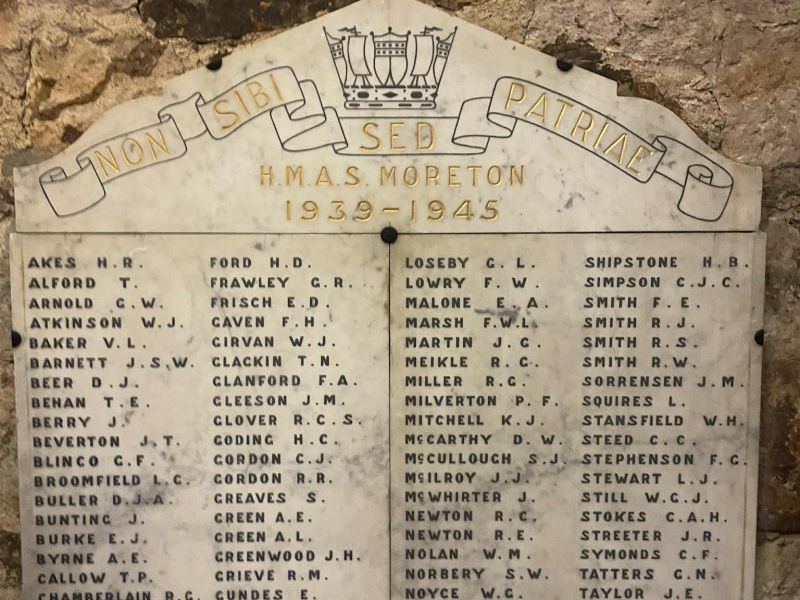 NON SIBI SED PATRIAE
H.M.A.S. MORETON
1939-1945
AKES H.R.
ALFORD T.
ARNOLD G.W.
ATKINSON W.J.
BAKER V.L.
BARNETT J.S.W.
BEER D.J.
BEHAN T.E.
BERRY J.
BEVERTON J.T.
BLINCO G.F.
BROOMFIELD L.G.
BULLER D.J.A.
BUNTING J.
BURKE E.J.
BYRNE A.E.
CALLOW T.P.
CHAMBERLAIN R.G.
FORD H.D.
FRAWLEY G.R.
FRISCH E.D.
GAVEN F.H.
GIRVAN W.J.
GLACKIN T.N.
GLANFORD F.A.
GLEESON J.M.
GLOVER R.C.S.
GODING H.C.
GORDON C.J.
GORDON R.R.
GREAVES S.
GREEN A.E.
GREEN A.L.
GREENWOOD J.H.
GRIEVE R.M.
GUNDES E.
LOSEBY G.L.
LOWRY F.W.
MALONE E.A.
MARSH F.W.L.
MARTIN J.G.
MEIKLE R.G.
MILLER R.G.
MILVERTON P.F.
MITCHELL K.J.
McCARTHY D.W.
McCULLOUGH S.J.
McILROY J.J.
McWHIRTER J.
NEWTON R.C.
NEWTON R.E.
NOLAN W.M.
NORBERY S.W.
NOYCE W.G.
SHIPSTONE H.B.
SIMPSON C.J.C.
SMITH F.E.
SMITH R.J.
SMITH R.S.
SMITH R.W.
SORRENSEN J.M.
SQUIRES L.
STANSFIELD W.H.
STEED C.C.
STEPHENSON F.G.
STEWART L.J.
STILL W.G.J.
STOKES C.A.H.
STREETER J.R.
SYMONDS C.F.
TATTERS G.N.
TAYLOR J.E.